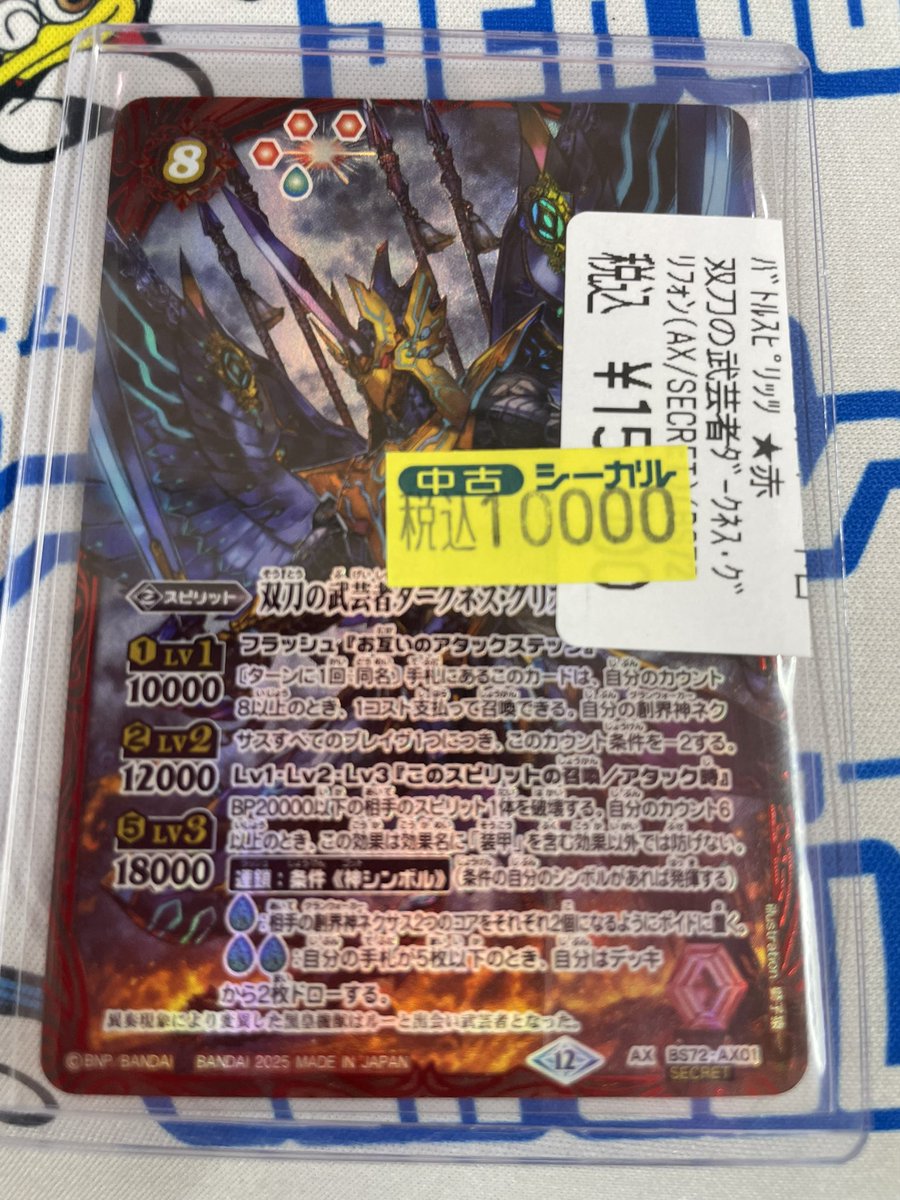 8
バトルスピリッツ ★赤
双刀の武芸者ダークネス・グ
リフォン(AX/SECRET)
税込 ¥15
中古 シーカリル
税込10000
スピリット
双刀の武芸者ダークネス・グリ
1 LV1
10000
2 LV2
12000
5 LV3
18000
フラッシュ『お互いのアタックステップ』
〔ターンに1回:同名〕手札にあるこのカードは、自分のカウント
8以上のとき、1コスト支払って召喚できる。自分の創界神ネク
サスすべてのブレイヴ1つにつき、このカウント条件を-2する。
Lv1・Lv2・Lv3『このスピリットの召喚/アタック時』
BP20000以下の相手のスピリット1体を破壊する。自分のカウント6
以上のとき、この効果は効果名に「装甲」を含む効果以外では防げない。
連鎖:条件《神シンボル》(条件の自分のシンボルがあれば発揮する)
:相手の創界神ネクサス2つのコアをそれぞれ2個になるようにボイドに置く。
:自分の手札が5枚以下のとき、自分はデッキ
から2枚ドローする。
©BNP/BANDAI BANDAI 2025 MADE IN JAPAN
12
AX BS72-AX01
SECRET